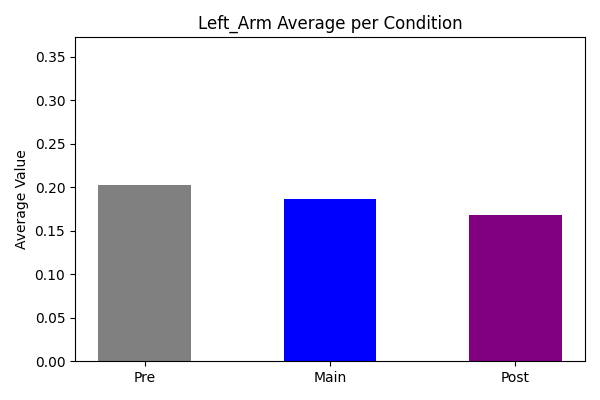 Left_Arm Average per Condition
Average Value
0.35
0.30
0.25
0.20
0.15
0.10
0.05
0.00
Pre
Main
Post